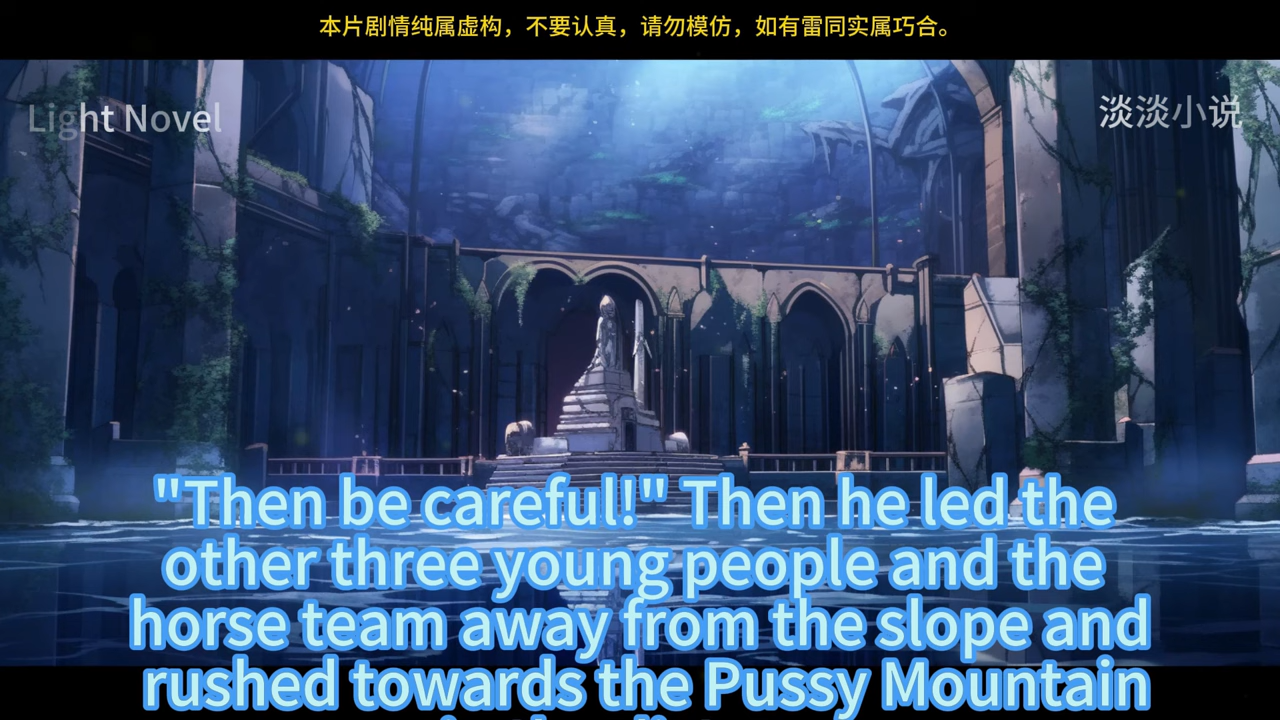 本片剧情纯属虚构，不要认真，请勿模仿，如有雷同实属巧合。
Light Novel
淡淡小说
"Then be careful!" Then he led the
other three young people and the
horse team away from the slope and
rushed towards the Pussy Mountain